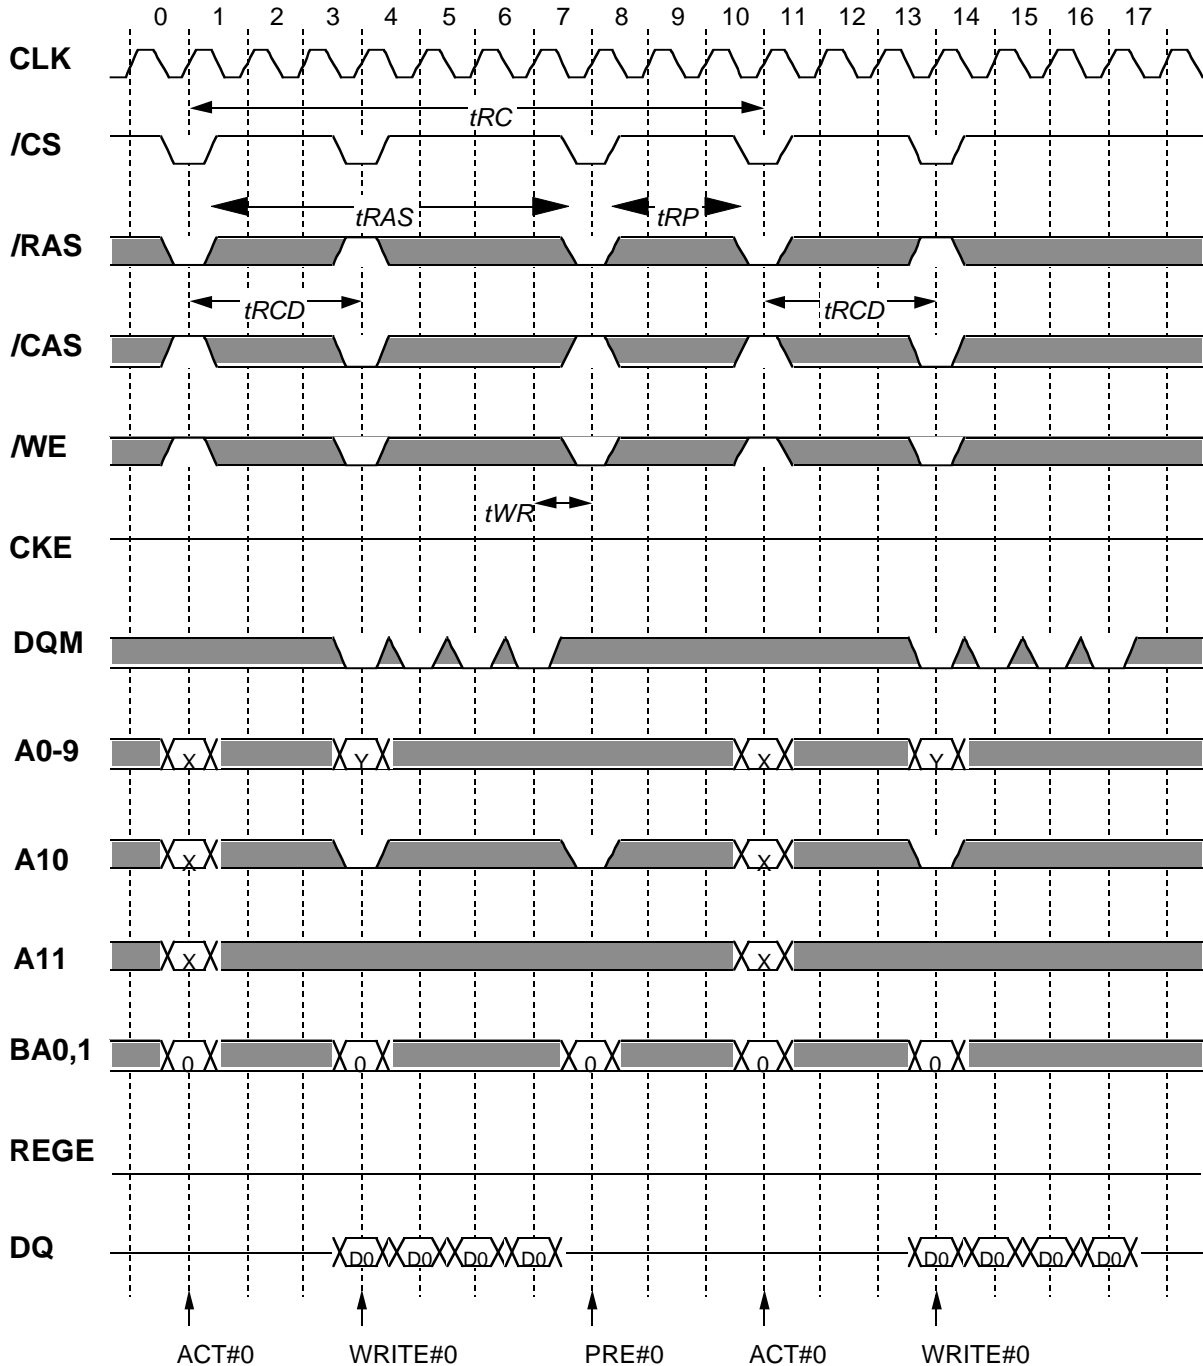 0 1 2 3 4 5 6 7 8 9 10 11 12 13 14 15 16 17
CLK
tRC
/CS
tRAS tRP
/RAS
tRCD tRCD
/CAS
/WE
tWR
CKE
DQM
A0-9 X Y X Y
A10 X X
A11 X X
BA0,1 0 0 0 0 0
REGE
DQ D0 D0 D0 D0 D0 D0 D0 D0
ACT#0 WRITE#0 PRE#0 ACT#0 WRITE#0